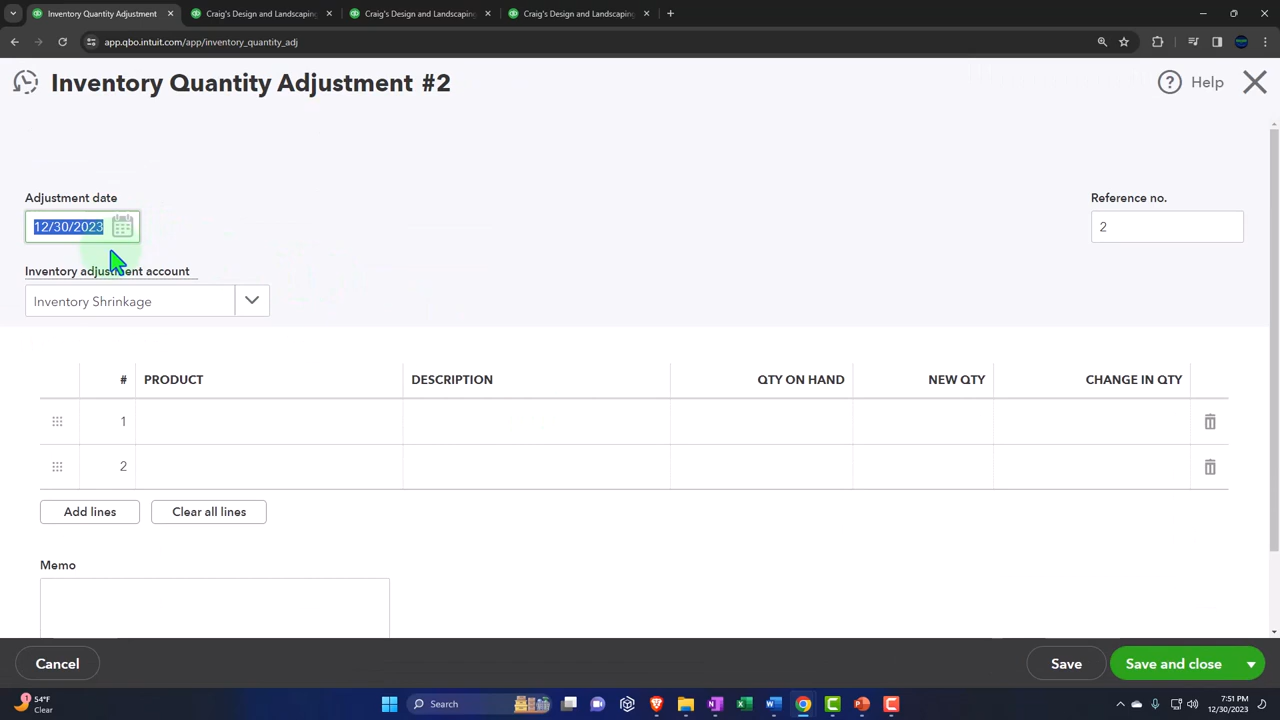 Inventory Quantity Adjustment
Craig's Design and Landscaping
Craig's Design and Landscaping
Craig's Design and Landscaping
app.qbo.intuit.com/app/inventory_quantity_adj
Inventory Quantity Adjustment #2
Help
Adjustment date
Reference no.
12/30/2023
2
Inventory adjustment account
Inventory Shrinkage
# PRODUCT DESCRIPTION QTY ON HAND NEW QTY CHANGE IN QTY
1
2
Add lines
Clear all lines
Memo
Cancel
Save
Save and close
1
54°F
Clear
Search
7:51 PM
12/30/2023